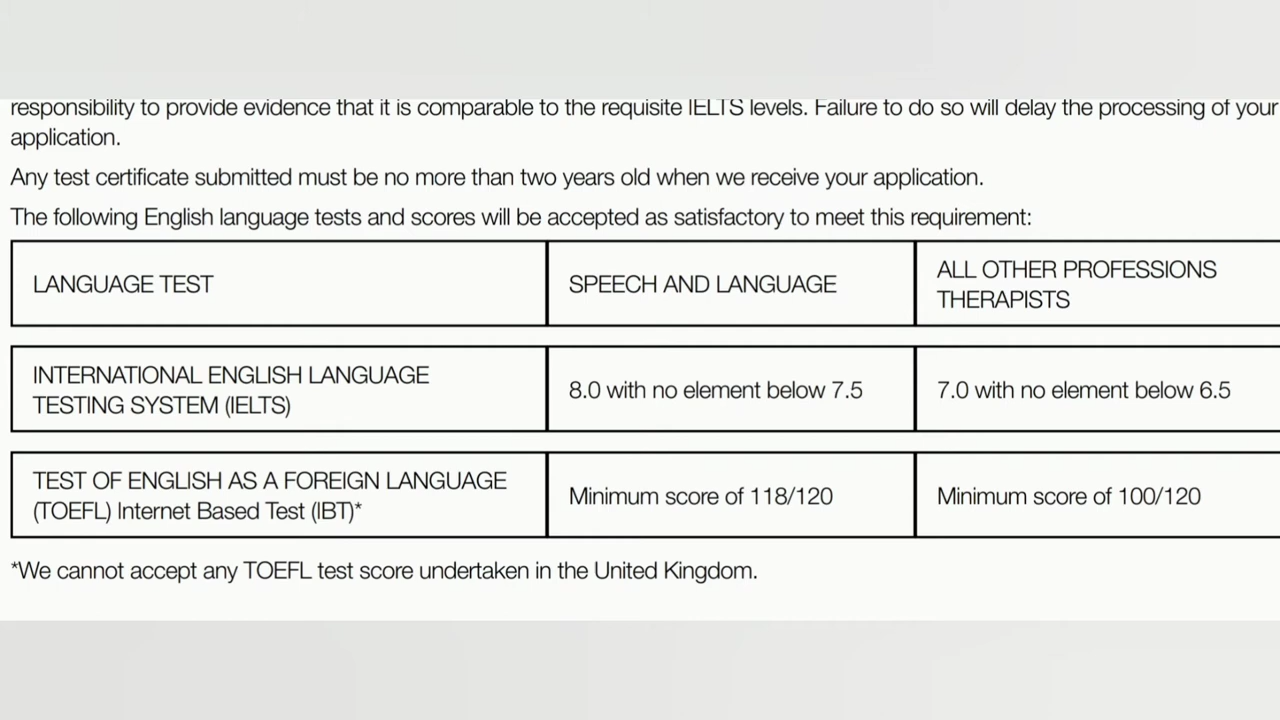 responsibility to provide evidence that it is comparable to the requisite IELTS levels. Failure to do so will delay the processing of your
application.
Any test certificate submitted must be no more than two years old when we receive your application.
The following English language tests and scores will be accepted as satisfactory to meet this requirement:
LANGUAGE TEST
SPEECH AND LANGUAGE
ALL OTHER PROFESSIONS
THERAPISTS
INTERNATIONAL ENGLISH LANGUAGE
TESTING SYSTEM (IELTS)
8.0 with no element below 7.5
7.0 with no element below 6.5
TEST OF ENGLISH AS A FOREIGN LANGUAGE
(TOEFL) Internet Based Test (IBT)*
Minimum score of 118/120
Minimum score of 100/120
*We cannot accept any TOEFL test score undertaken in the United Kingdom.